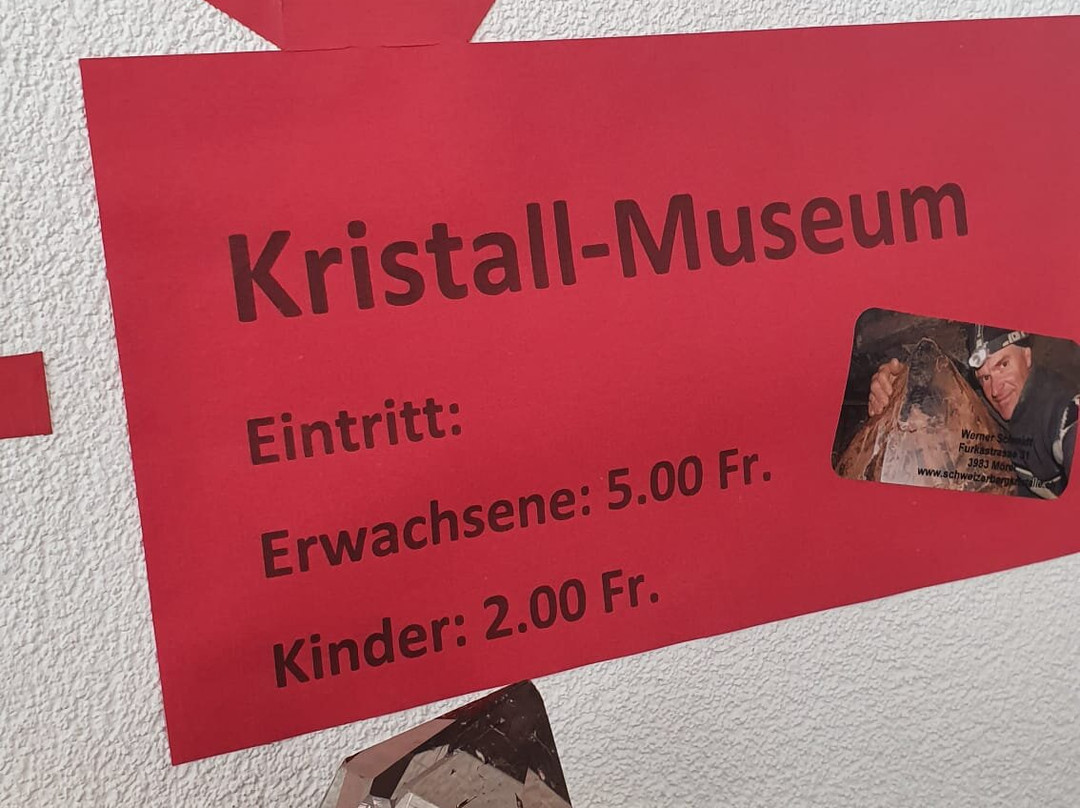 Kristall-Museum
Eintritt:
Erwachsene: 5.00 Fr.
Kinder: 2.00 Fr.
Werner Schmidt
Furkastrasse 31
3983 Mörel